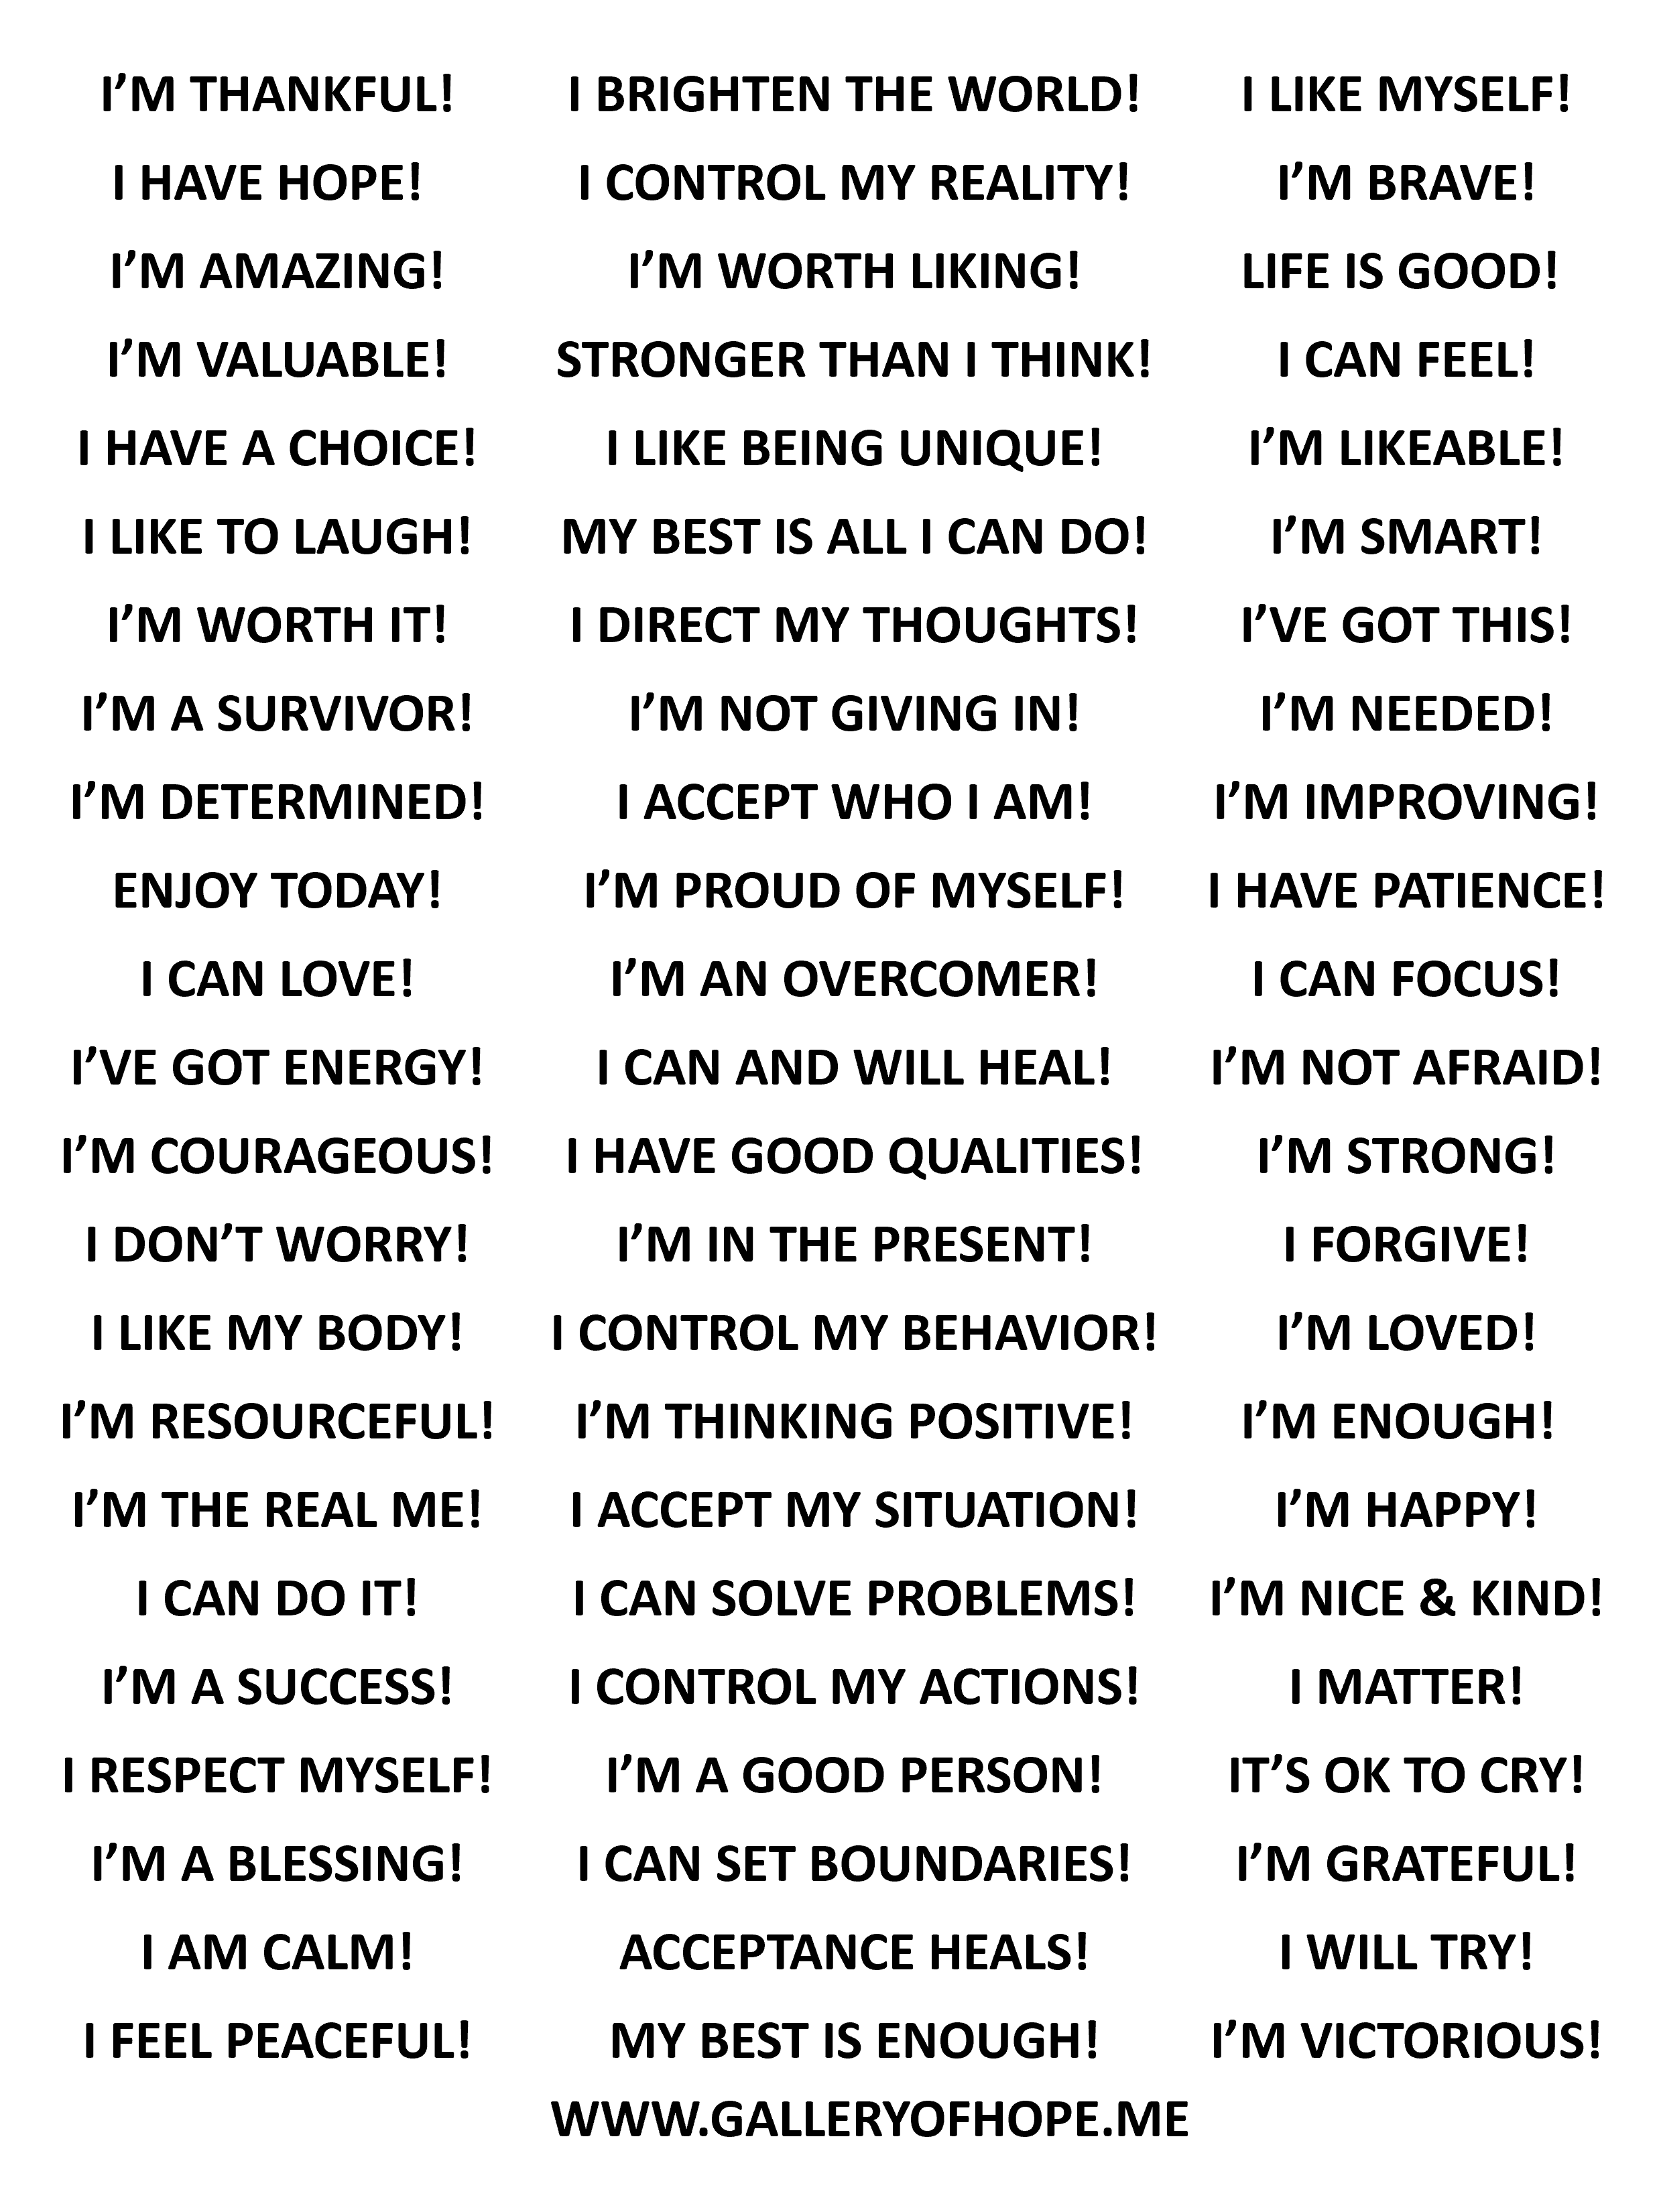 I’M THANKFUL! I BRIGHTEN THE WORLD! I LIKE MYSELF!
I HAVE HOPE! I CONTROL MY REALITY! I’M BRAVE!
I’M AMAZING! I’M WORTH LIKING! LIFE IS GOOD!
I’M VALUABLE! STRONGER THAN I THINK! I CAN FEEL!
I HAVE A CHOICE! I LIKE BEING UNIQUE! I’M LIKEABLE!
I LIKE TO LAUGH! MY BEST IS ALL I CAN DO! I’M SMART!
I’M WORTH IT! I DIRECT MY THOUGHTS! I’VE GOT THIS!
I’M A SURVIVOR! I’M NOT GIVING IN! I’M NEEDED!
I’M DETERMINED! I ACCEPT WHO I AM! I’M IMPROVING!
ENJOY TODAY! I’M PROUD OF MYSELF! I HAVE PATIENCE!
I CAN LOVE! I’M AN OVERCOMER! I CAN FOCUS!
I’VE GOT ENERGY! I CAN AND WILL HEAL! I’M NOT AFRAID!
I’M COURAGEOUS! I HAVE GOOD QUALITIES! I’M STRONG!
I DON’T WORRY! I’M IN THE PRESENT! I FORGIVE!
I LIKE MY BODY! I CONTROL MY BEHAVIOR! I’M LOVED!
I’M RESOURCEFUL! I’M THINKING POSITIVE! I’M ENOUGH!
I’M THE REAL ME! I ACCEPT MY SITUATION! I’M HAPPY!
I CAN DO IT! I CAN SOLVE PROBLEMS! I’M NICE & KIND!
I’M A SUCCESS! I CONTROL MY ACTIONS! I MATTER!
I RESPECT MYSELF! I’M A GOOD PERSON! IT’S OK TO CRY!
I’M A BLESSING! I CAN SET BOUNDARIES! I’M GRATEFUL!
I AM CALM! ACCEPTANCE HEALS! I WILL TRY!
I FEEL PEACEFUL! MY BEST IS ENOUGH! I’M VICTORIOUS!
WWW.GALLERYOFHOPE.ME